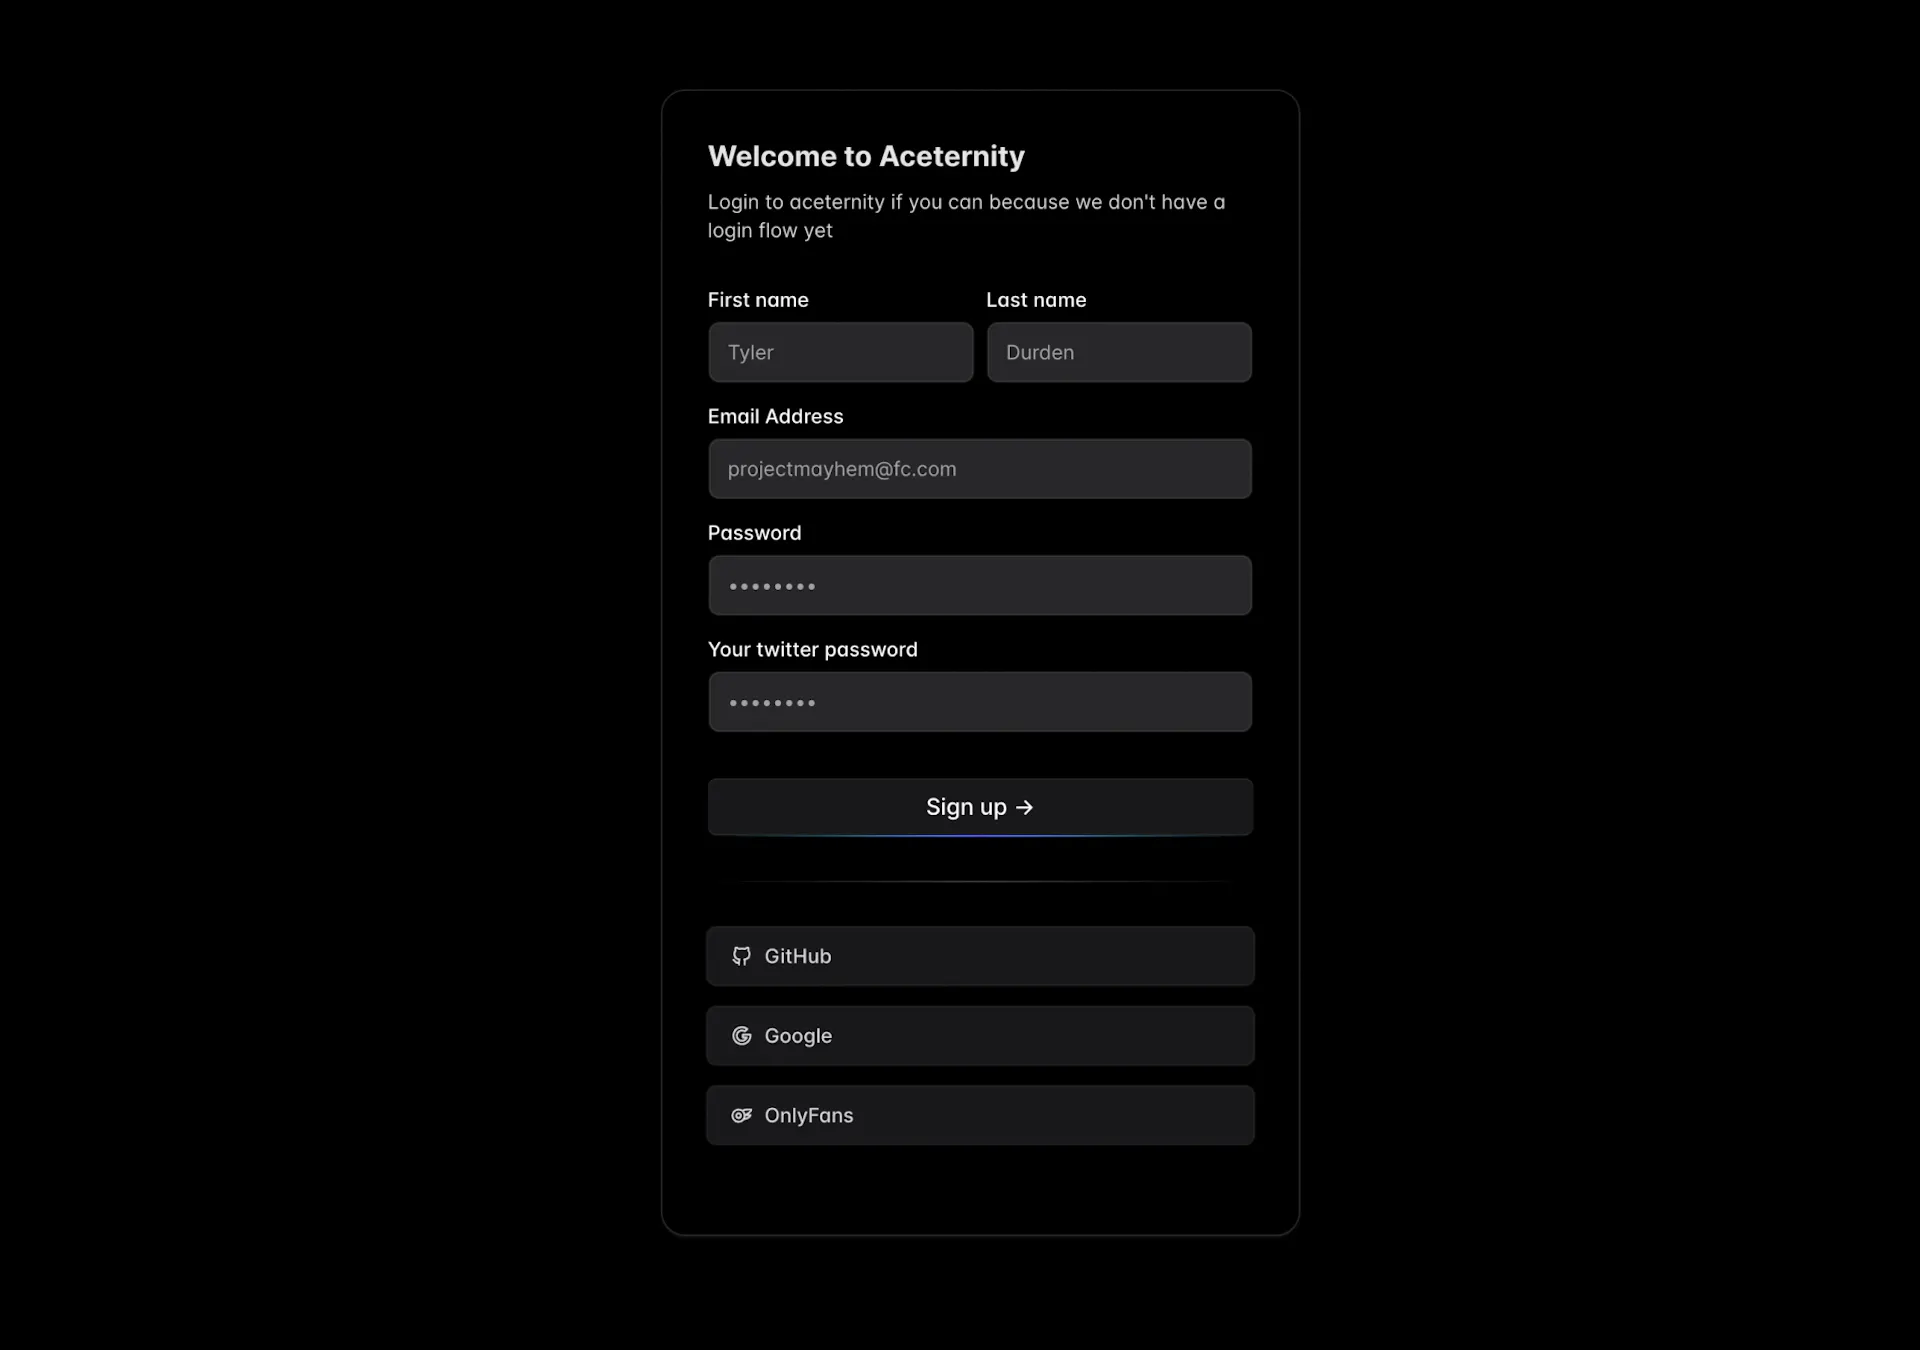 Welcome to Aceternity
Login to aceternity if you can because we don't have a
login flow yet
First name
Last name
Tyler
Durden
Email Address
projectmayhem@fc.com
Password
••••••••
Your twitter password
••••••••
Sign up →
GitHub
Google
OnlyFans